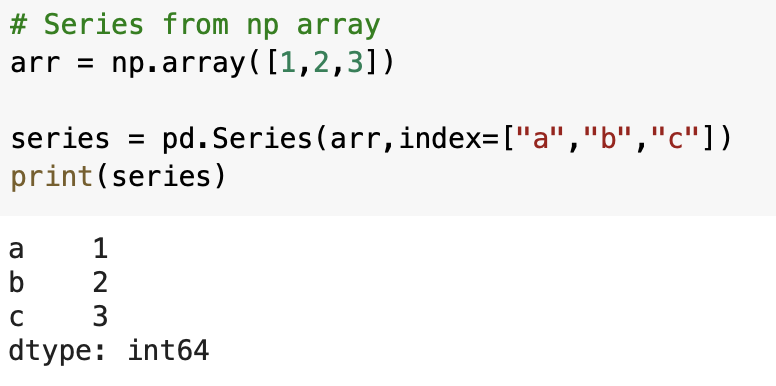 # Series from np array
arr = np.array([1,2,3])
series = pd.Series(arr,index=["a","b","c"])
print(series)
a    1
b    2
c    3
dtype: int64